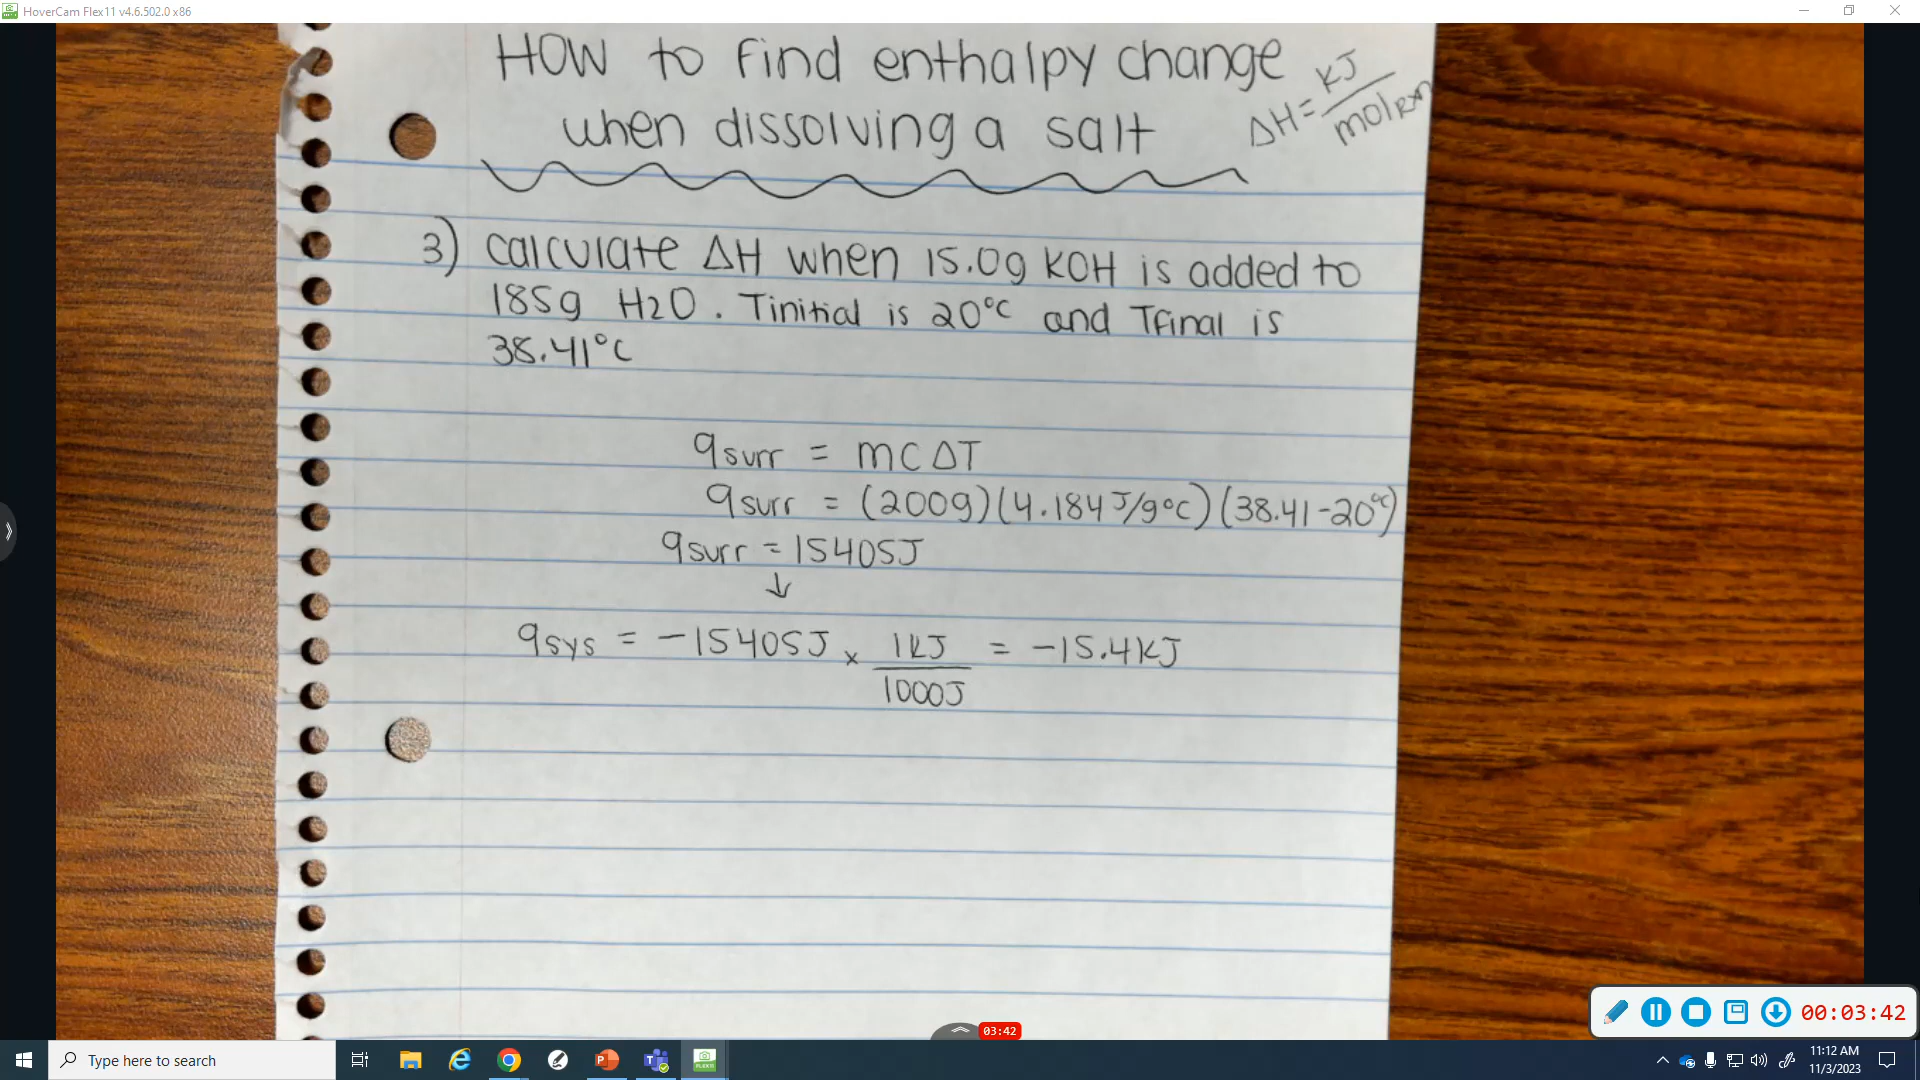 HoverCam Flex11 v4.6.502.0 x86
How to find enthalpy change
when dissolving a salt
ΔH = kJ/molrxn
3) Calculate ΔH when 15.0g KOH is added to
185g H2O. Tinitial is 20°C and Tfinal is
38.41°C
qsurr = mCΔT
qsurr = (200g)(4.184J/g°C)(38.41-20°C)
qsurr = 15405J
↓
qsys = -15405J x 1kJ/1000J = -15.4kJ
00:03:42
03:42
Type here to search
11:12 AM
11/3/2023